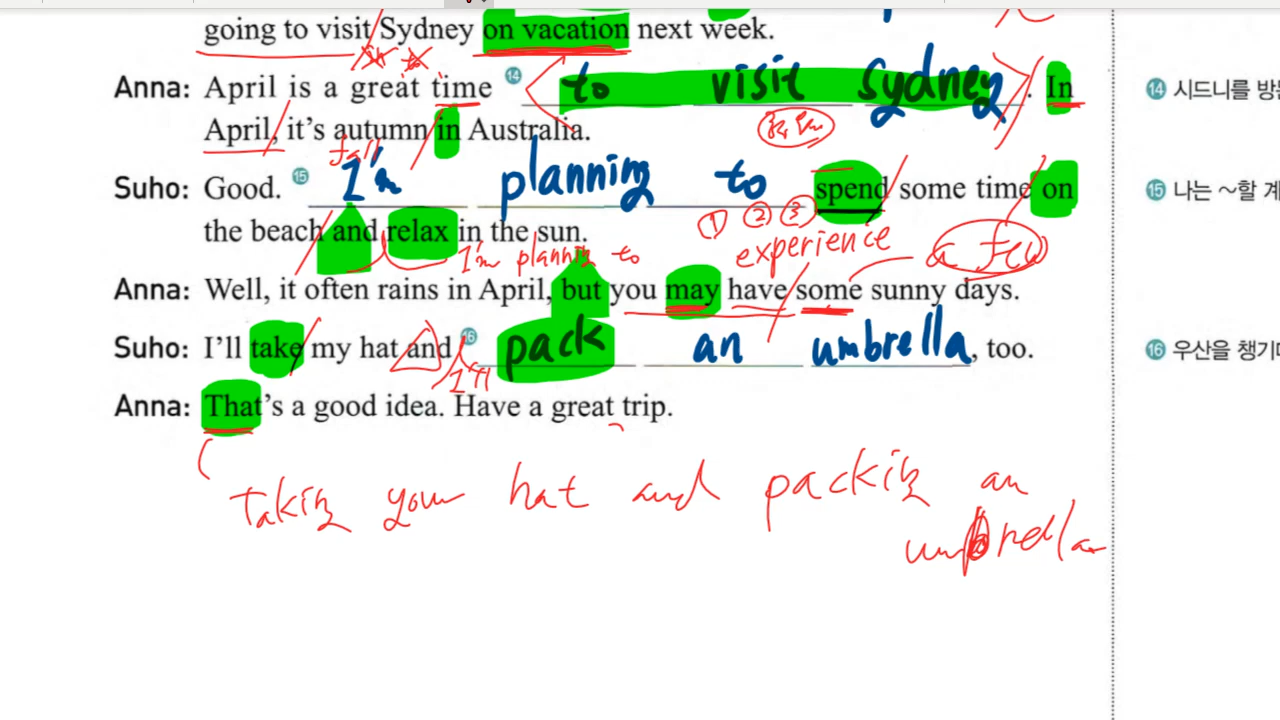 going to visit Sydney on vacation next week.
Anna: April is a great time ⑭ to visit sydney. In
⑭ 시드니를 방문
April, it's autumn in Australia.
fall
Suho: Good. ⑮ I'm planning to spend some time on
⑮ 나는 ~할 계
① ② ③
the beach and relax in the sun.
experience
a few
I'm planning to
Anna: Well, it often rains in April, but you may have some sunny days.
Suho: I'll take my hat and ⑯ pack an umbrella, too.
⑯ 우산을 챙기다
I'll
Anna: That's a good idea. Have a great trip.
taking your hat and packing an
umbrella